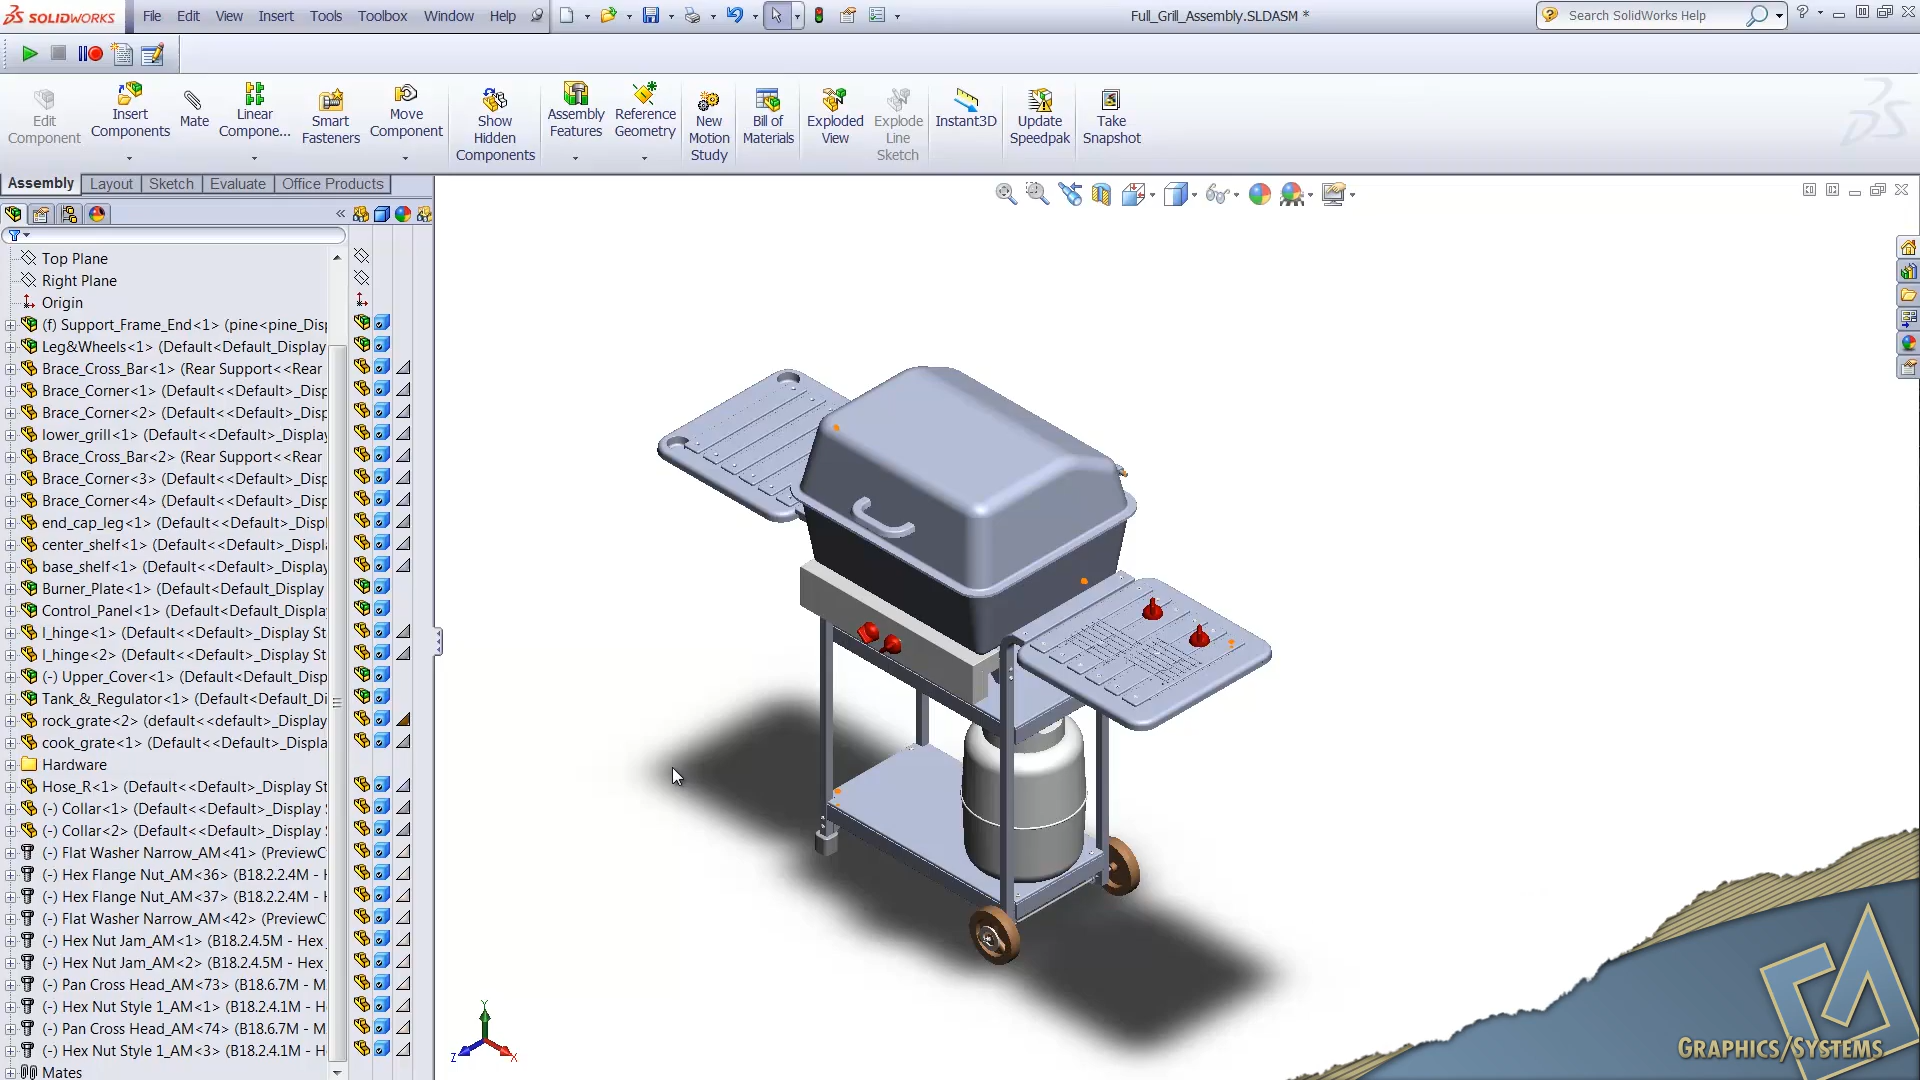 SOLIDWORKS File Edit View Insert Tools Toolbox Window Help Full_Grill_Assembly.SLDASM * Search SolidWorks Help ?
Edit Component
Insert Components
Mate
Linear Compone...
Smart Fasteners
Move Component
Show Hidden Components
Assembly Features
Reference Geometry
New Motion Study
Bill of Materials
Exploded View
Explode Line Sketch
Instant3D
Update Speedpak
Take Snapshot
Assembly Layout Sketch Evaluate Office Products
Top Plane
Right Plane
Origin
(f) Support_Frame_End<1> (pine<pine_Disp
Leg&Wheels<1> (Default<Default_Display
Brace_Cross_Bar<1> (Rear Support<<Rear
Brace_Corner<1> (Default<<Default>_Disp
Brace_Corner<2> (Default<<Default>_Disp
lower_grill<1> (Default<<Default>_Display
Brace_Cross_Bar<2> (Rear Support<<Rear
Brace_Corner<3> (Default<<Default>_Disp
Brace_Corner<4> (Default<<Default>_Disp
end_cap_leg<1> (Default<<Default>_Disp
center_shelf<1> (Default<<Default>_Displa
base_shelf<1> (Default<<Default>_Display
Burner_Plate<1> (Default<Default_Display
Control_Panel<1> (Default<Default_Display
l_hinge<1> (Default<<Default>_Display St
l_hinge<2> (Default<<Default>_Display St
(-) Upper_Cover<1> (Default<Default_Disp
Tank_&_Regulator<1> (Default<Default_Di
rock_grate<2> (default<<default>_Display
cook_grate<1> (Default<<Default>_Displa
Hardware
Hose_R<1> (Default<<Default>_Display St
(-) Collar<1> (Default<<Default>_Display S
(-) Collar<2> (Default<<Default>_Display S
(-) Flat Washer Narrow_AM<41> (PreviewC
(-) Hex Flange Nut_AM<36> (B18.2.2.4M - H
(-) Hex Flange Nut_AM<37> (B18.2.2.4M - H
(-) Flat Washer Narrow_AM<42> (PreviewC
(-) Hex Nut Jam_AM<1> (B18.2.4.5M - Hex
(-) Hex Nut Jam_AM<2> (B18.2.4.5M - Hex
(-) Pan Cross Head_AM<73> (B18.6.7M - M
(-) Hex Nut Style 1_AM<1> (B18.2.4.1M - H
(-) Pan Cross Head_AM<74> (B18.6.7M - M
(-) Hex Nut Style 1_AM<3> (B18.2.4.1M - H
Mates
Y
Z X
GRAPHICS/SYSTEMS